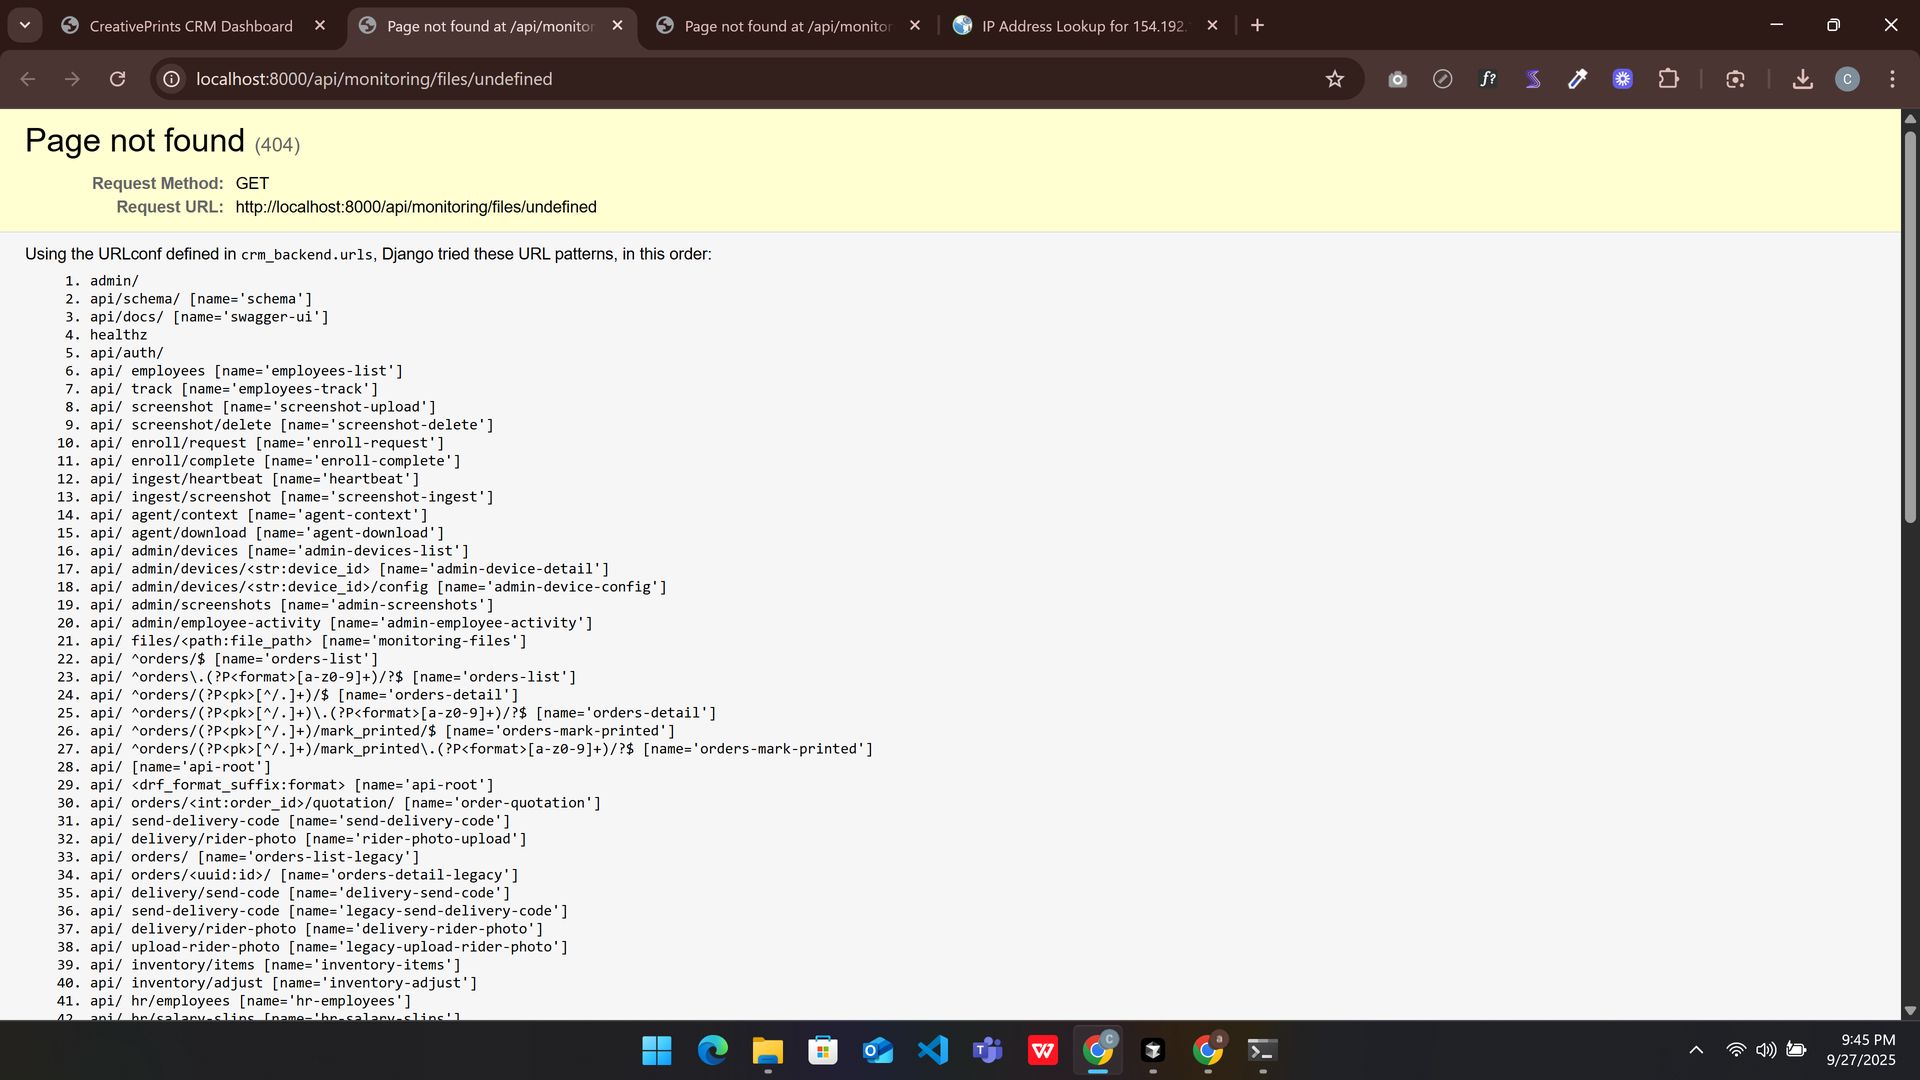 CreativePrints CRM Dashboard
Page not found at /api/monitor
Page not found at /api/monitor
IP Address Lookup for 154.192.
localhost:8000/api/monitoring/files/undefined
f?
C
Page not found (404)
Request Method: GET
Request URL: http://localhost:8000/api/monitoring/files/undefined
Using the URLconf defined in crm_backend.urls, Django tried these URL patterns, in this order:
1. admin/
2. api/schema/ [name='schema']
3. api/docs/ [name='swagger-ui']
4. healthz
5. api/auth/
6. api/ employees [name='employees-list']
7. api/ track [name='employees-track']
8. api/ screenshot [name='screenshot-upload']
9. api/ screenshot/delete [name='screenshot-delete']
10. api/ enroll/request [name='enroll-request']
11. api/ enroll/complete [name='enroll-complete']
12. api/ ingest/heartbeat [name='heartbeat']
13. api/ ingest/screenshot [name='screenshot-ingest']
14. api/ agent/context [name='agent-context']
15. api/ agent/download [name='agent-download']
16. api/ admin/devices [name='admin-devices-list']
17. api/ admin/devices/<str:device_id> [name='admin-device-detail']
18. api/ admin/devices/<str:device_id>/config [name='admin-device-config']
19. api/ admin/screenshots [name='admin-screenshots']
20. api/ admin/employee-activity [name='admin-employee-activity']
21. api/ files/<path:file_path> [name='monitoring-files']
22. api/ ^orders/$ [name='orders-list']
23. api/ ^orders\.(?P<format>[a-z0-9]+)/?$ [name='orders-list']
24. api/ ^orders/(?P<pk>[^/.]+)/$ [name='orders-detail']
25. api/ ^orders/(?P<pk>[^/.]+)\.(?P<format>[a-z0-9]+)/?$ [name='orders-detail']
26. api/ ^orders/(?P<pk>[^/.]+)/mark_printed/$ [name='orders-mark-printed']
27. api/ ^orders/(?P<pk>[^/.]+)/mark_printed\.(?P<format>[a-z0-9]+)/?$ [name='orders-mark-printed']
28. api/ [name='api-root']
29. api/ <drf_format_suffix:format> [name='api-root']
30. api/ orders/<int:order_id>/quotation/ [name='order-quotation']
31. api/ send-delivery-code [name='send-delivery-code']
32. api/ delivery/rider-photo [name='rider-photo-upload']
33. api/ orders/ [name='orders-list-legacy']
34. api/ orders/<uuid:id>/ [name='orders-detail-legacy']
35. api/ delivery/send-code [name='delivery-send-code']
36. api/ send-delivery-code [name='legacy-send-delivery-code']
37. api/ delivery/rider-photo [name='delivery-rider-photo']
38. api/ upload-rider-photo [name='legacy-upload-rider-photo']
39. api/ inventory/items [name='inventory-items']
40. api/ inventory/adjust [name='inventory-adjust']
41. api/ hr/employees [name='hr-employees']
42. api/ hr/salary-slips [name='hr-salary-slips']
9:45 PM
9/27/2025